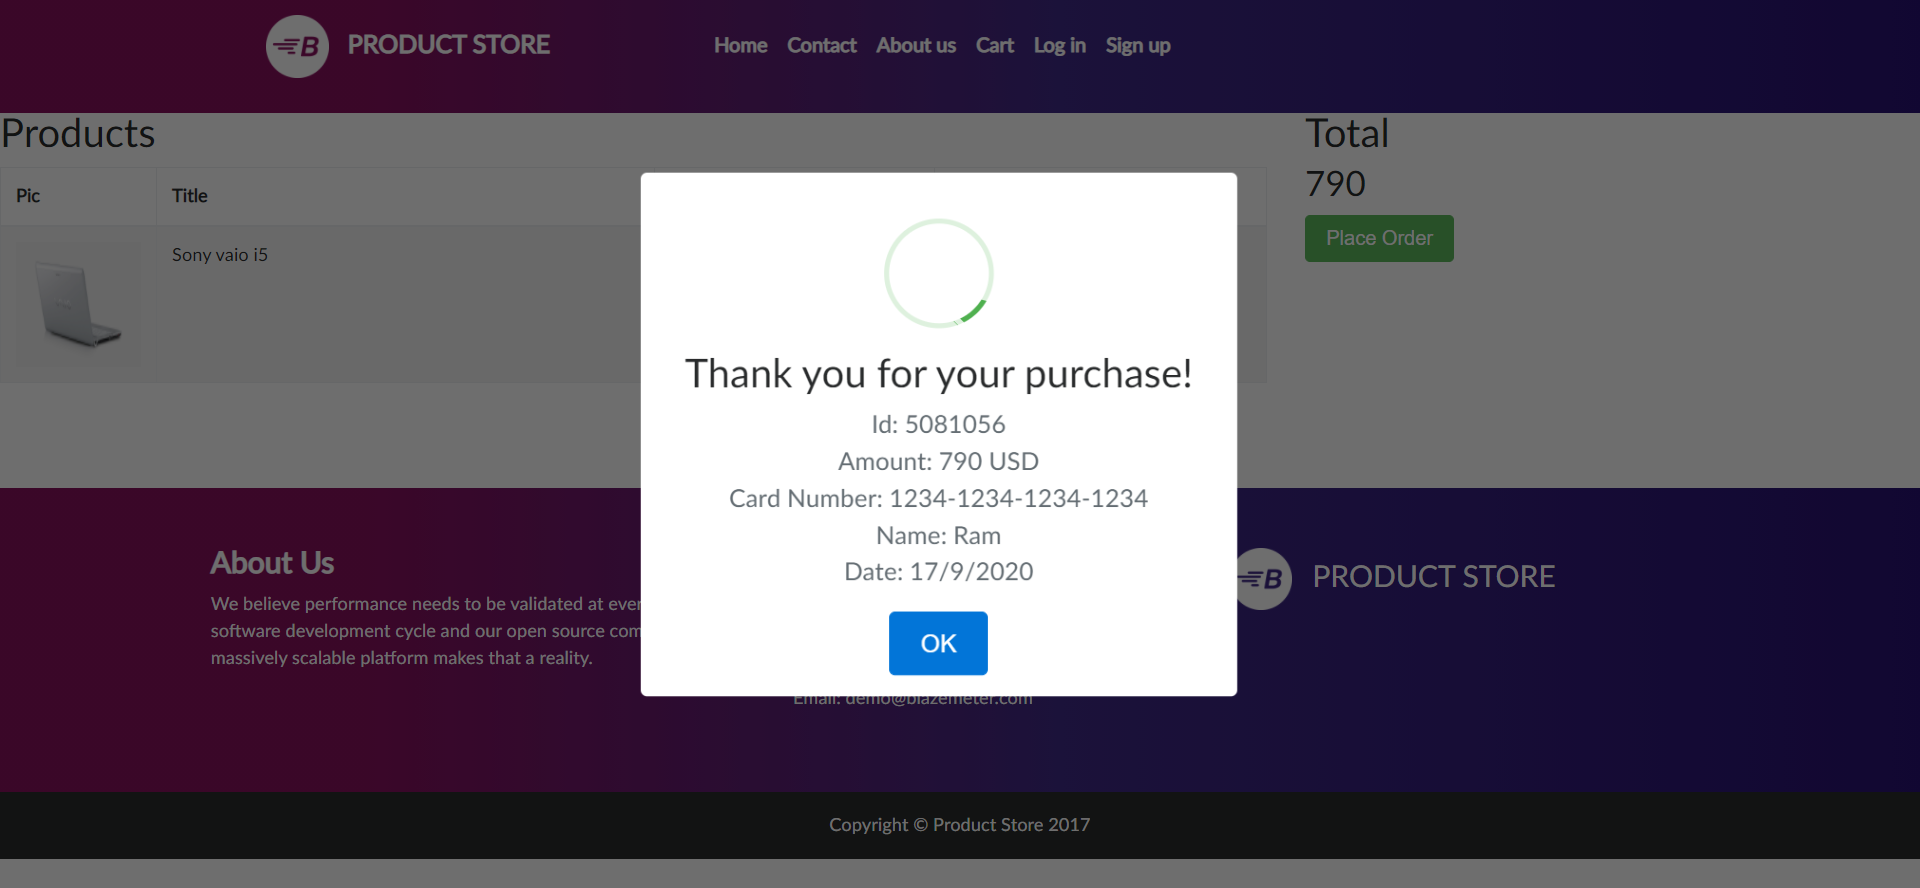 B PRODUCT STORE
Home Contact About us Cart Log in Sign up
Products
Total
Pic Title
790
Place Order
Sony vaio i5
Thank you for your purchase!
Id: 5081056
Amount: 790 USD
Card Number: 1234-1234-1234-1234
Name: Ram
Date: 17/9/2020
OK
About Us
We believe performance needs to be validated at
software development cycle and our open source
massively scalable platform makes that a reality.
Email: demo@blazemeter.com
B PRODUCT STORE
Copyright © Product Store 2017